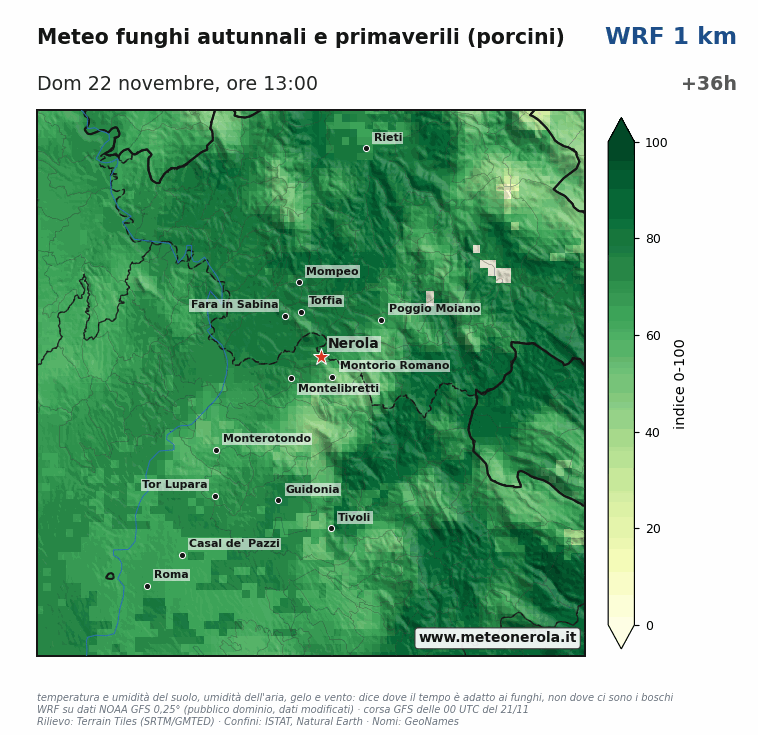 Meteo funghi autunnali e primaverili (porcini) WRF 1 km
Dom 22 novembre, ore 13:00 +36h
Rieti
Mompeo
Toffia
Fara in Sabina
Poggio Moiano
Nerola
Montorio Romano
Montelibretti
Monterotondo
Tor Lupara
Guidonia
Tivoli
Casal de' Pazzi
Roma
www.meteonerola.it
100
80
60
40
20
0
indice 0-100
temperatura e umidità del suolo, umidità dell'aria, gelo e vento: dice dove il tempo è adatto ai funghi, non dove ci sono i boschi
WRF su dati NOAA GFS 0,25° (pubblico dominio, dati modificati) · corsa GFS delle 00 UTC del 21/11
Rilievo: Terrain Tiles (SRTM/GMTED) · Confini: ISTAT, Natural Earth · Nomi: GeoNames